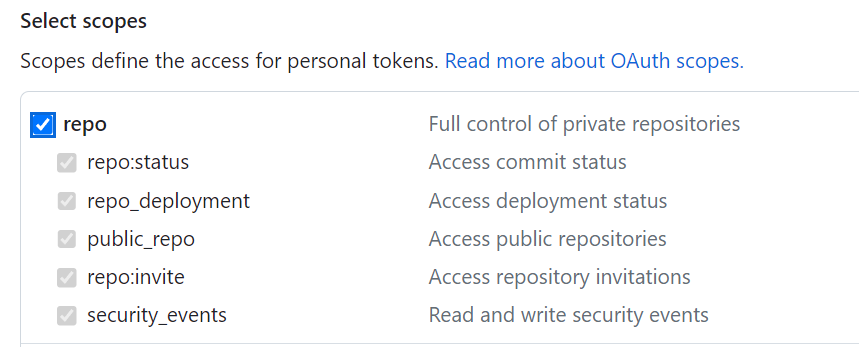 Select scopes
Scopes define the access for personal tokens. Read more about OAuth scopes.
repo Full control of private repositories
repo:status Access commit status
repo_deployment Access deployment status
public_repo Access public repositories
repo:invite Access repository invitations
security_events Read and write security events